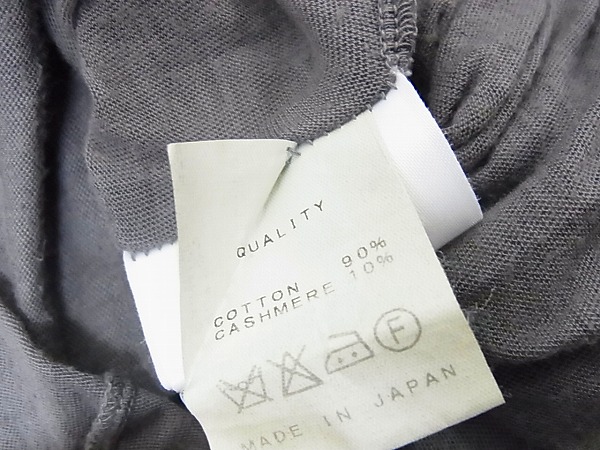 QUALITY
COTTON 90%
CASHMERE 10%
F
MADE IN JAPAN